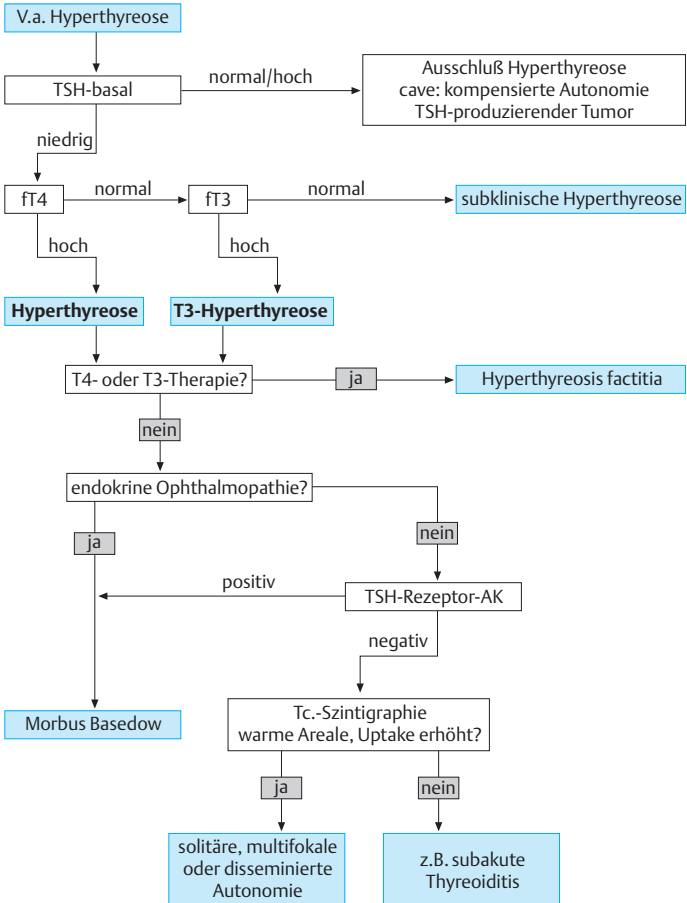 V.a. Hyperthyreose
normal/hoch
TSH-basal
Ausschluß Hyperthyreose
cave: kompensierte Autonomie
TSH-produzierender Tumor
niedrig
fT4
normal
fT3
normal
subklinische Hyperthyreose
hoch
hoch
Hyperthyreose
T3-Hyperthyreose
T4- oder T3-Therapie?
ja
Hyperthyreosis factitia
nein
endokrine Ophthalmopathie?
ja
nein
positiv
TSH-Rezeptor-AK
negativ
Morbus Basedow
Tc.-Szintigraphie
warme Areale, Uptake erhöht?
ja
nein
solitäre, multifokale
oder disseminierte
Autonomie
z.B. subakute
Thyreoiditis